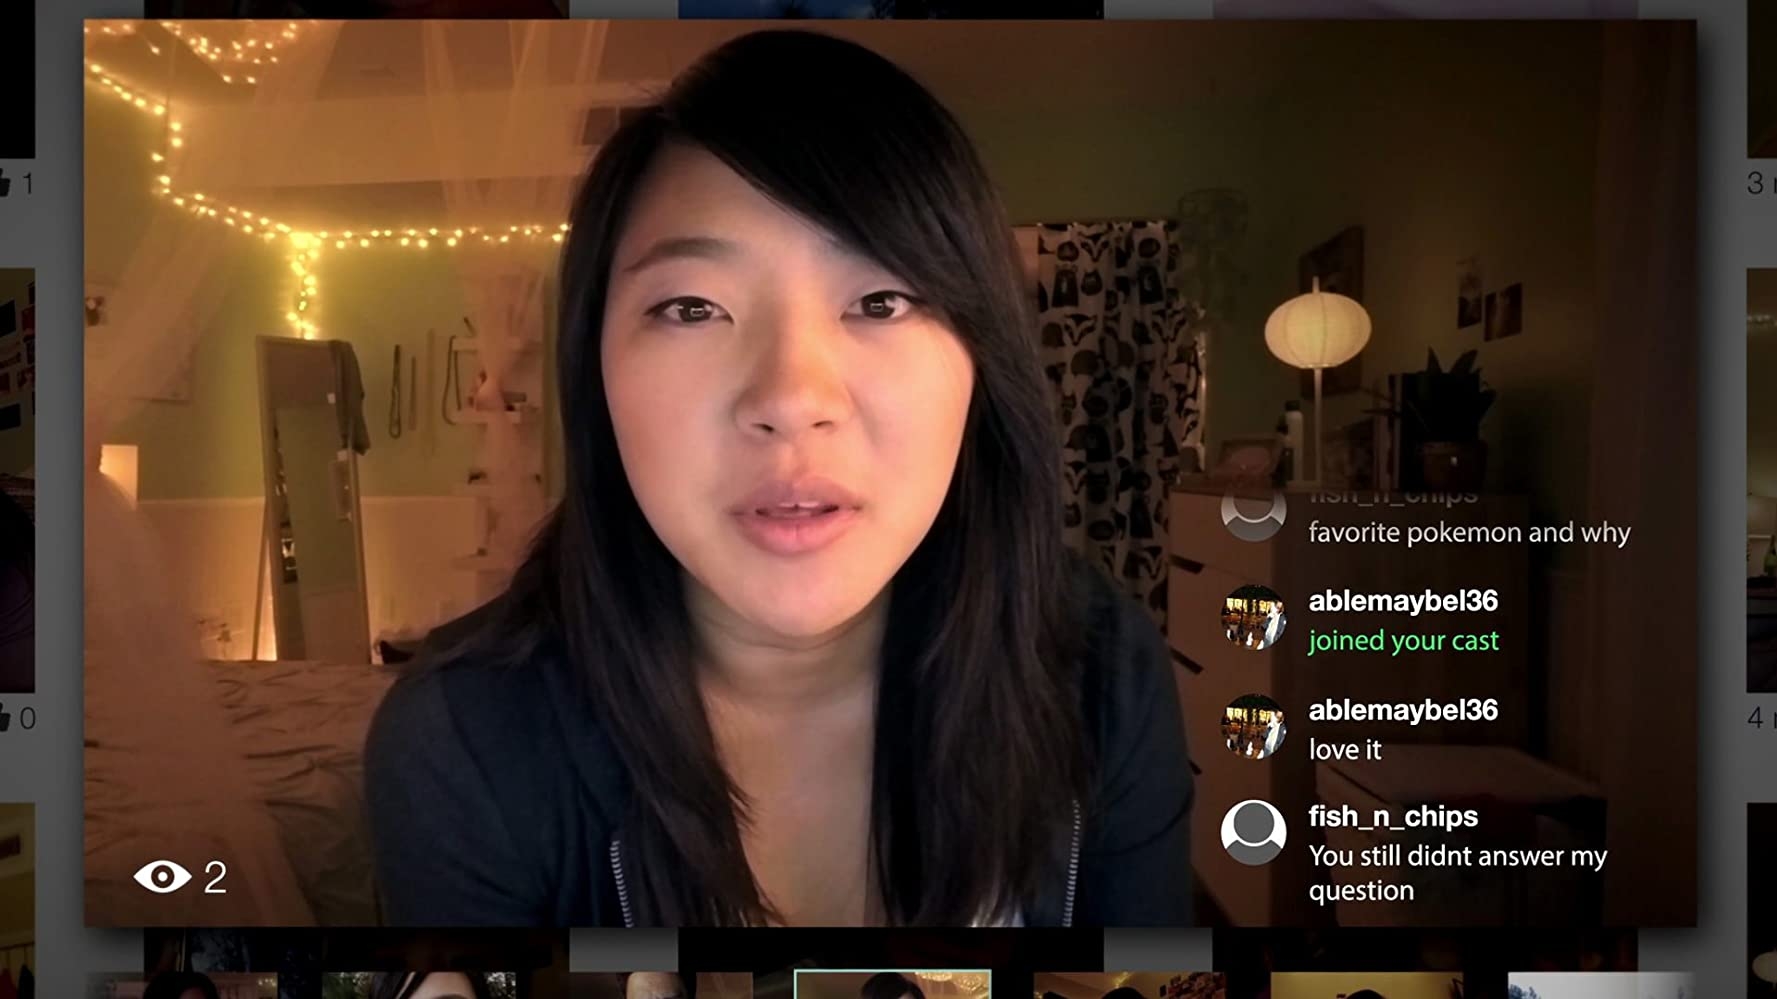 1
3
fish_n_chips
favorite pokemon and why
ablemaybel36
joined your cast
ablemaybel36
love it
0
4
fish_n_chips
You still didnt answer my
question
2